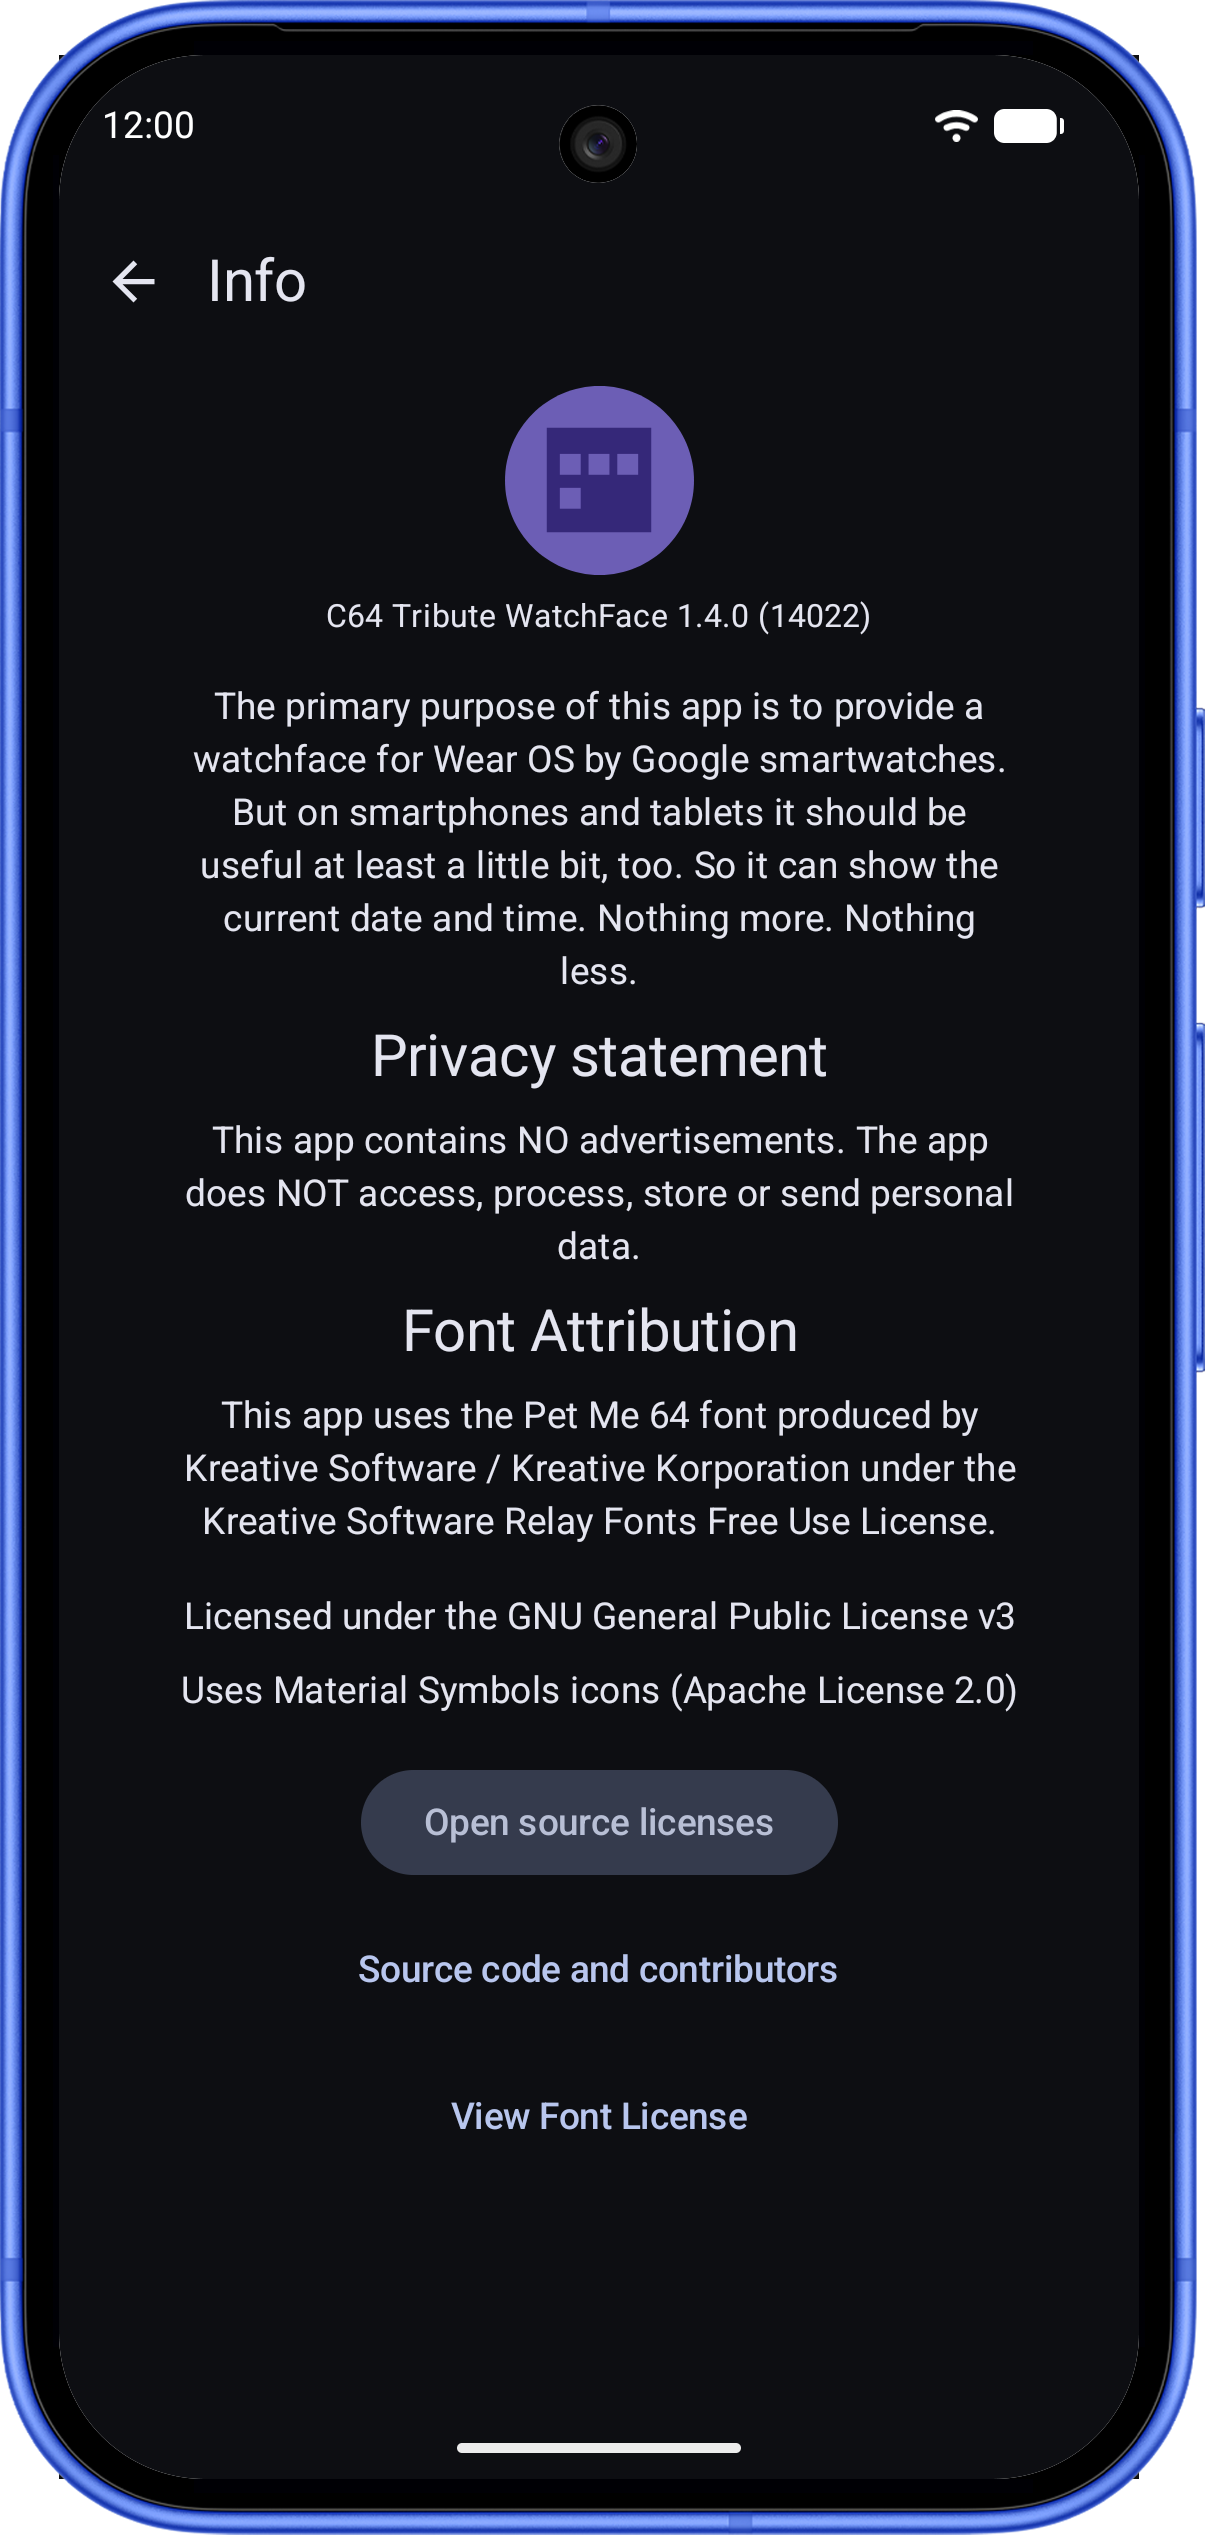 12:00
Info
C64 Tribute WatchFace 1.4.0 (14022)
The primary purpose of this app is to provide a
watchface for Wear OS by Google smartwatches.
But on smartphones and tablets it should be
useful at least a little bit, too. So it can show the
current date and time. Nothing more. Nothing
less.
Privacy statement
This app contains NO advertisements. The app
does NOT access, process, store or send personal
data.
Font Attribution
This app uses the Pet Me 64 font produced by
Kreative Software / Kreative Korporation under the
Kreative Software Relay Fonts Free Use License.
Licensed under the GNU General Public License v3
Uses Material Symbols icons (Apache License 2.0)
Open source licenses
Source code and contributors
View Font License